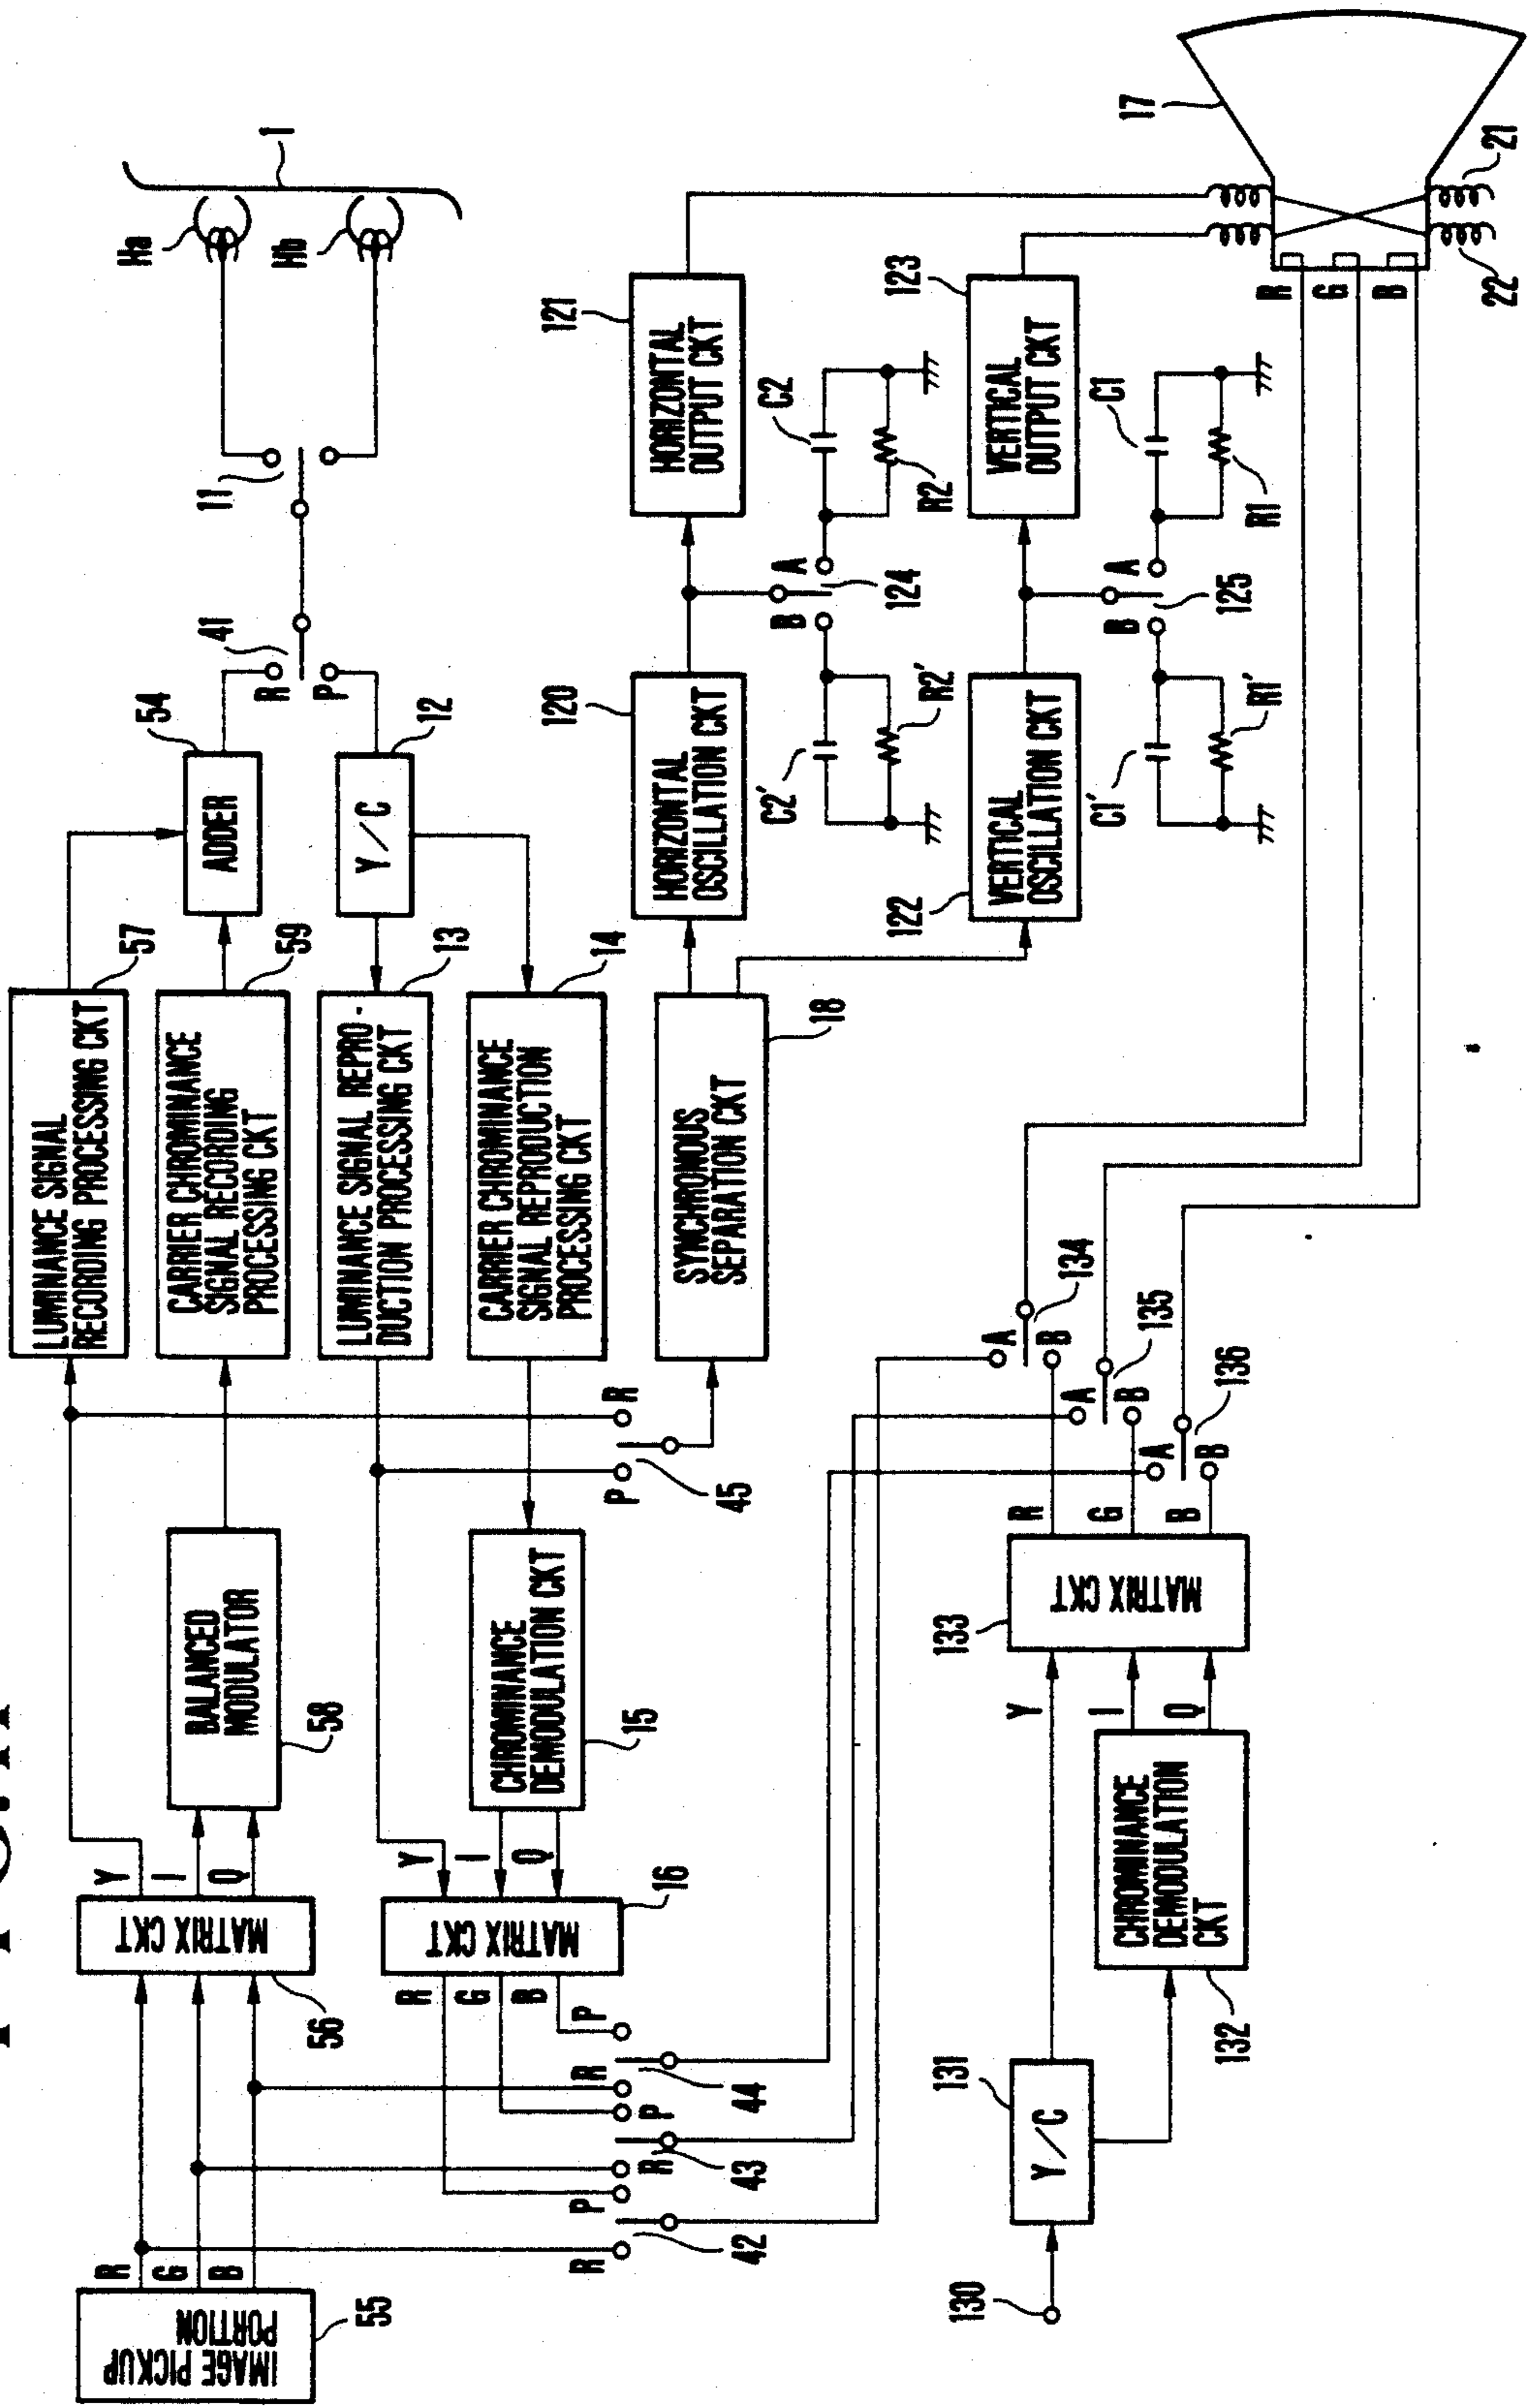 IMAGE PICKUP
PORTION
55
R
G
B
MATRIX CKT
56
Y
I
Q
BALANCED
MODULATOR
58
LUMINANCE SIGNAL
RECORDING PROCESSING CKT
57
CARRIER CHROMINANCE
SIGNAL RECORDING
PROCESSING CKT
59
ADDER
54
R
P
41
11
Ha
Hb
1
MATRIX CKT
16
R
G
B
Y
I
Q
CHROMINANCE
DEMODULATION CKT
15
LUMINANCE SIGNAL REPRO-
DUCTION PROCESSING CKT
13
CARRIER CHROMINANCE
SIGNAL REPRODUCTION
PROCESSING CKT
14
Y/C
12
R
P
42
R
P
43
R
P
44
P
R
45
SYNCHRONOUS
SEPARATION CKT
18
HORIZONTAL
OSCILLATION CKT
120
HORIZONTAL
OUTPUT CKT
121
B
A
124
C2'
R2'
C2
R2
VERTICAL
OSCILLATION CKT
122
VERTICAL
OUTPUT CKT
123
B
A
125
C1'
R1'
C1
R1
130
Y/C
131
CHROMINANCE
DEMODULATION
CKT
132
Y
I
Q
MATRIX CKT
133
R
G
B
A
B
134
A
B
135
A
B
136
R
G
B
17
21
22